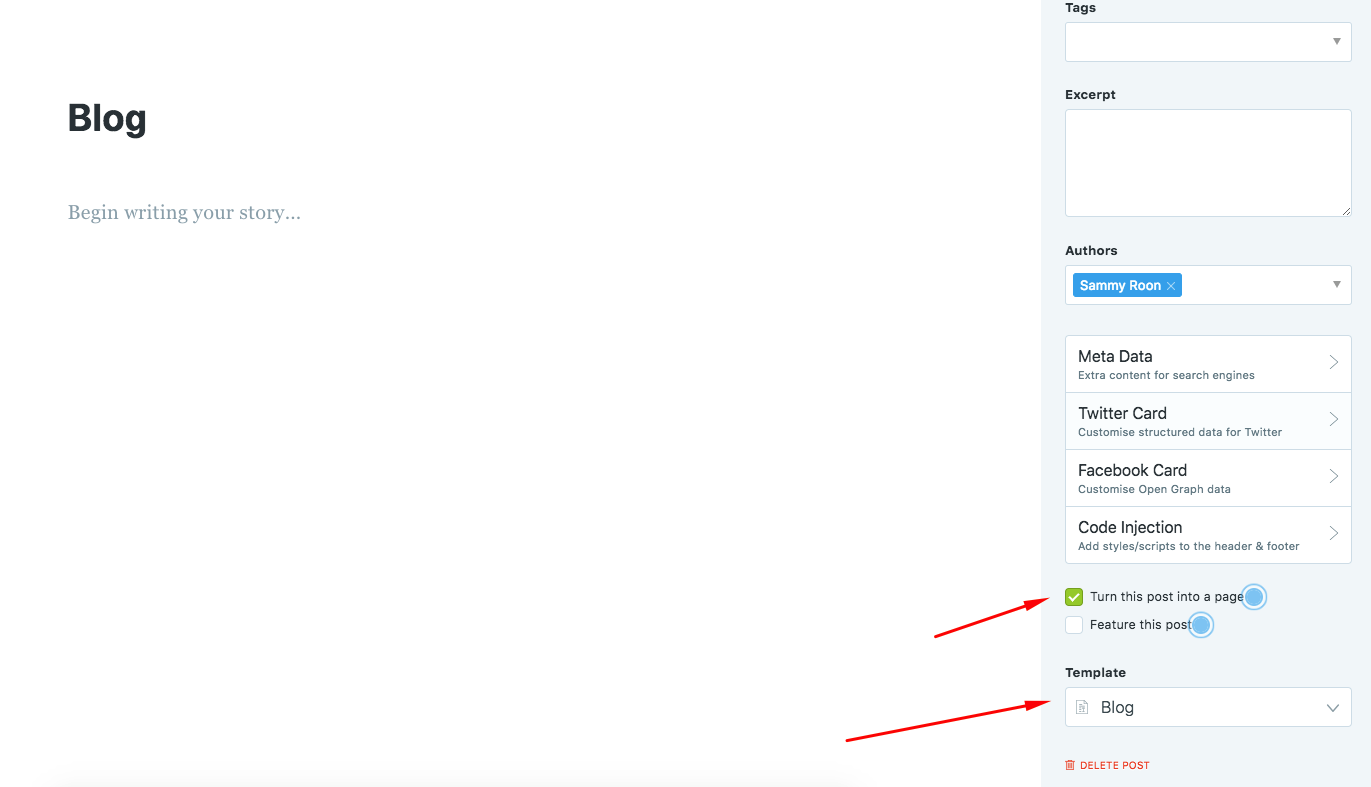 Blog
Begin writing your story...
Tags
Excerpt
Authors
Sammy Roon ×
Meta Data
Extra content for search engines
Twitter Card
Customise structured data for Twitter
Facebook Card
Customise Open Graph data
Code Injection
Add styles/scripts to the header & footer
Turn this post into a page
Feature this post
Template
Blog
DELETE POST